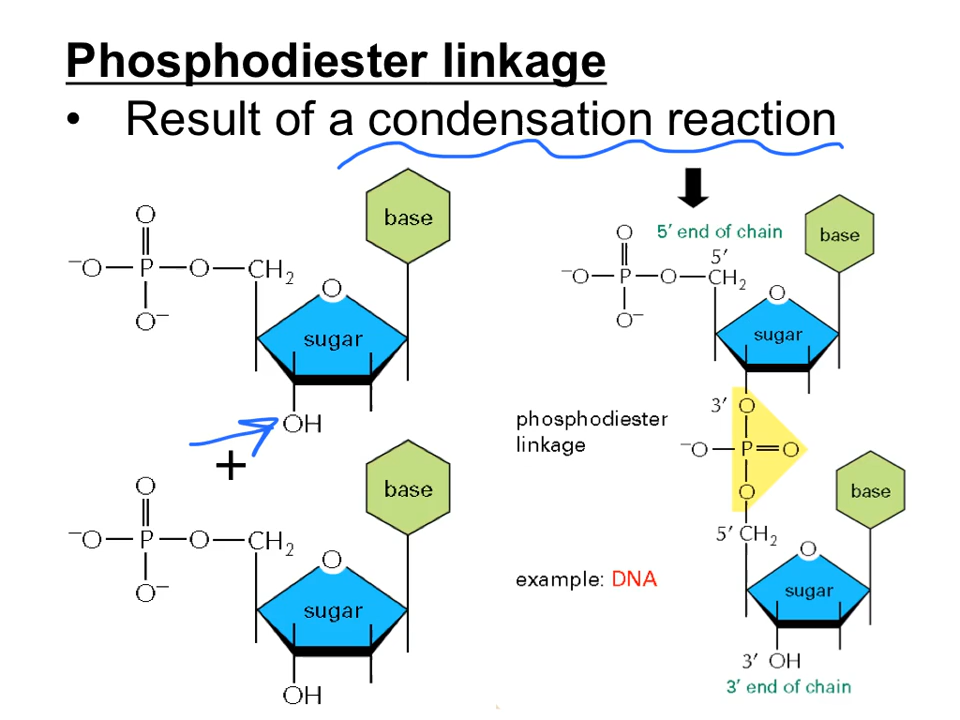 Phosphodiester linkage
• Result of a condensation reaction
O
⁻O—P—O—CH₂
O⁻
base
O
sugar
OH
+
O
⁻O—P—O—CH₂
O⁻
base
O
sugar
OH
5′ end of chain
O
5′
⁻O—P—O—CH₂
O⁻
base
O
sugar
phosphodiester
linkage
3′ O
⁻O—P=O
O
5′ CH₂
base
O
sugar
example: DNA
3′ OH
3′ end of chain